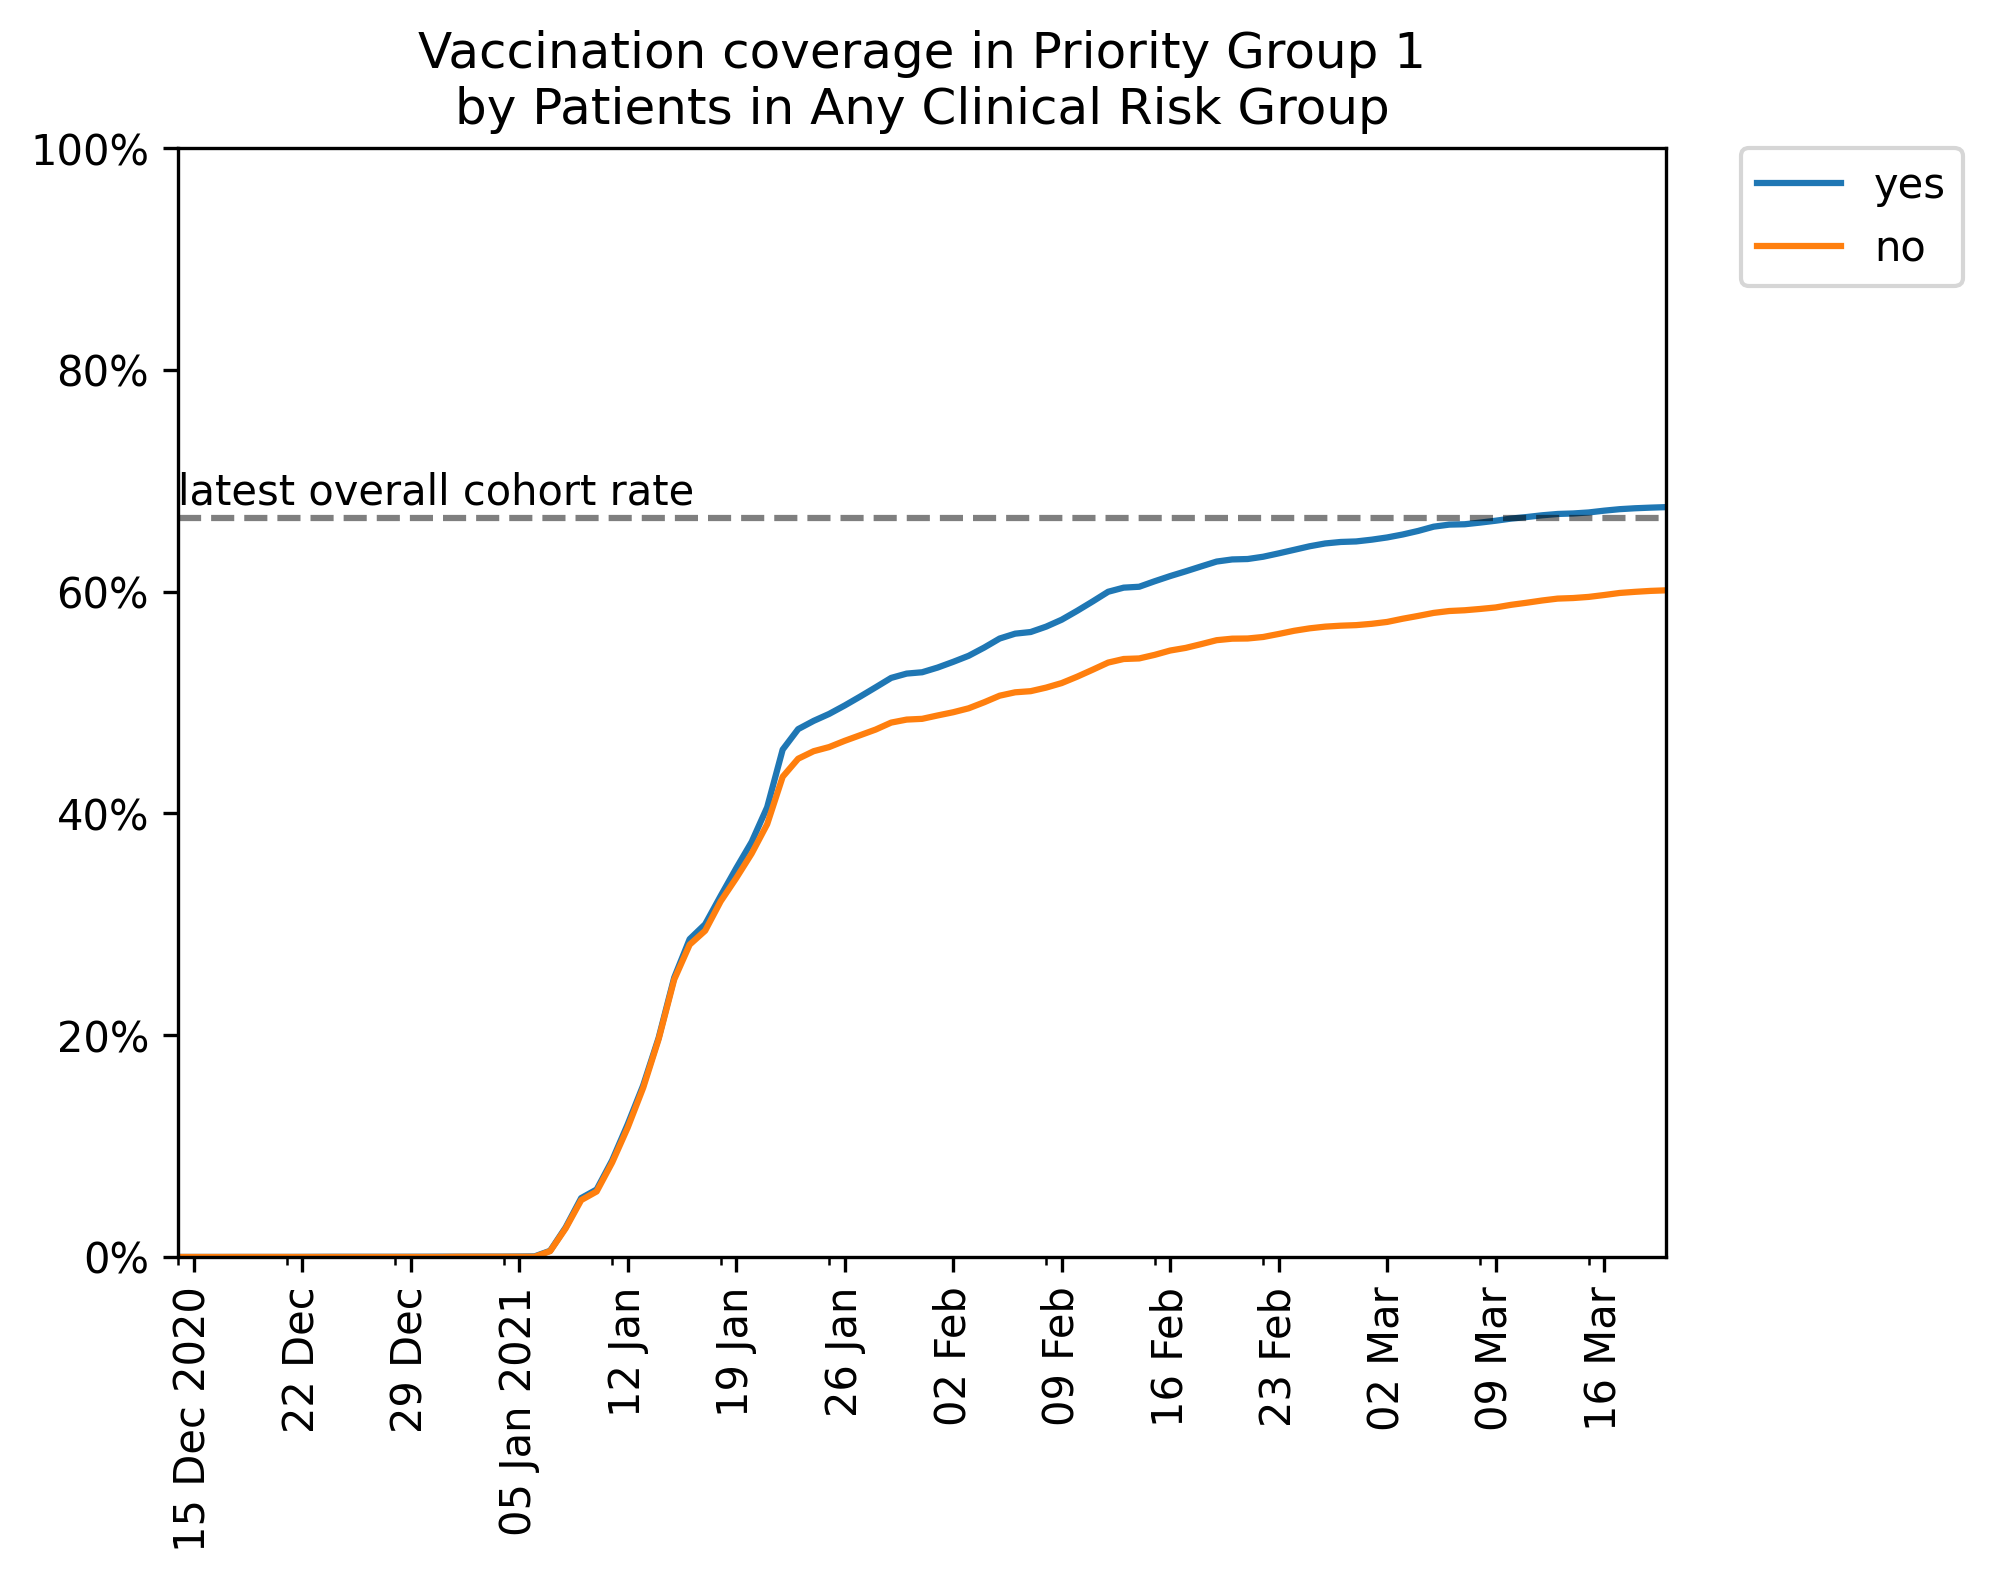 Vaccination coverage in Priority Group 1
by Patients in Any Clinical Risk Group
100%
80%
60%
40%
20%
0%
latest overall cohort rate
yes
no
15 Dec 2020
22 Dec
29 Dec
05 Jan 2021
12 Jan
19 Jan
26 Jan
02 Feb
09 Feb
16 Feb
23 Feb
02 Mar
09 Mar
16 Mar